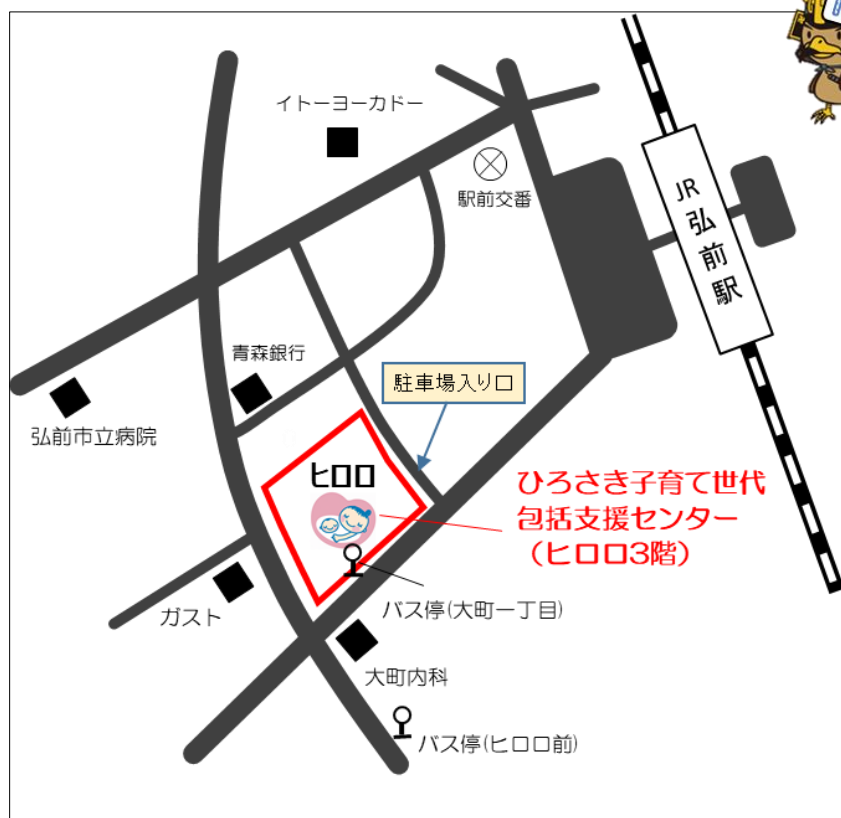 イトーヨーカドー
駅前交番
JR弘前駅
青森銀行
駐車場入り口
弘前市立病院
ヒロロ
ひろさき子育て世代
包括支援センター
（ヒロロ3階）
ガスト
バス停(大町一丁目)
大町内科
バス停(ヒロロ前)